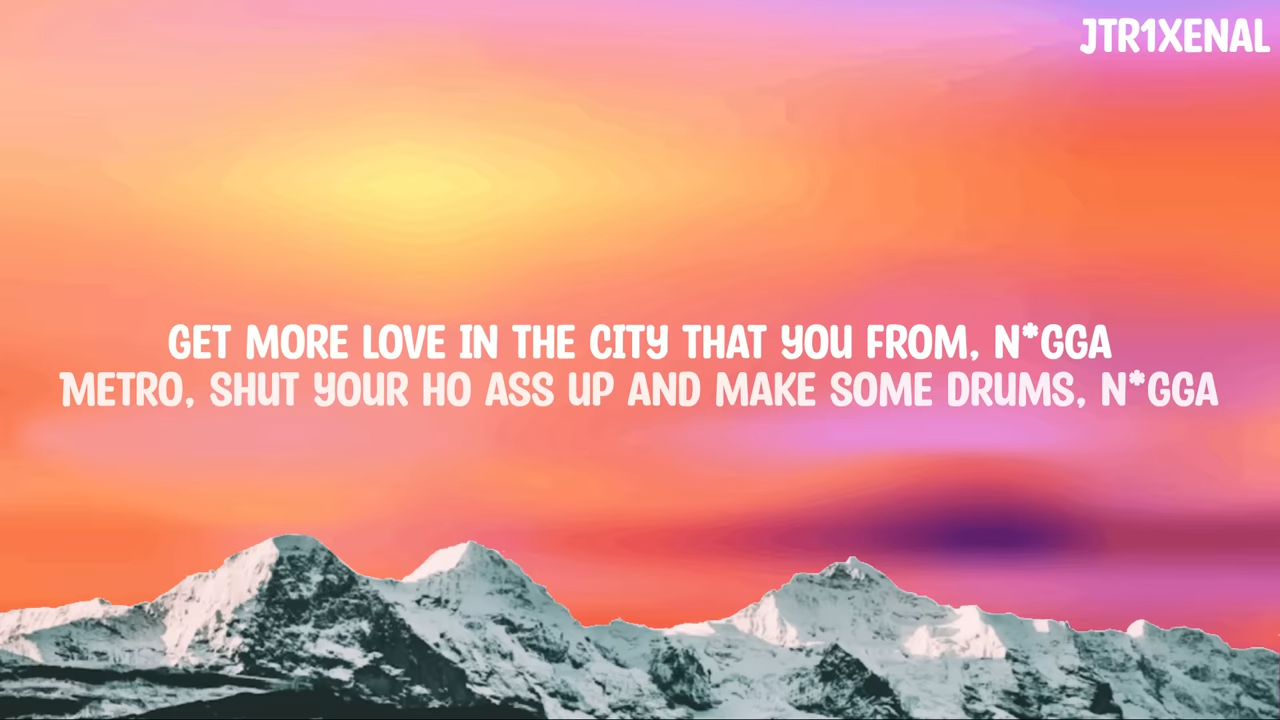 JTR1XENAL
GET MORE LOVE IN THE CITY THAT YOU FROM, N*GGA
METRO, SHUT YOUR HO ASS UP AND MAKE SOME DRUMS, N*GGA